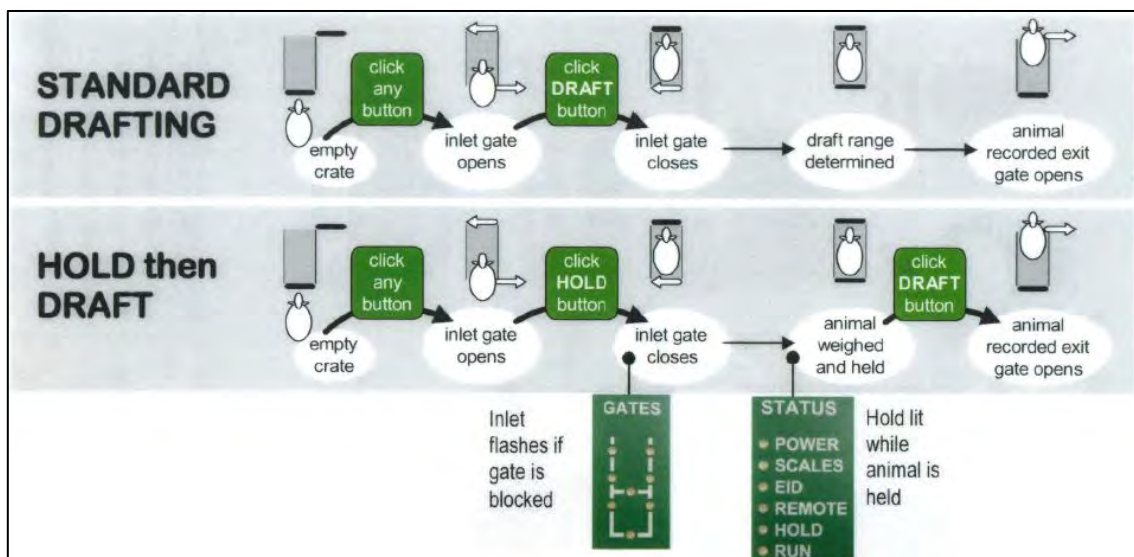 STANDARD
DRAFTING
empty
crate
click
any
button
inlet gate
opens
click
DRAFT
button
inlet gate
closes
draft range
determined
animal
recorded exit
gate opens
HOLD then
DRAFT
empty
crate
click
any
button
inlet gate
opens
click
HOLD
button
inlet gate
closes
animal
weighed
and held
click
DRAFT
button
animal
recorded exit
gate opens
Inlet
flashes if
gate is
blocked
GATES
STATUS
POWER
SCALES
EID
REMOTE
HOLD
RUN
Hold lit
while
animal is
held